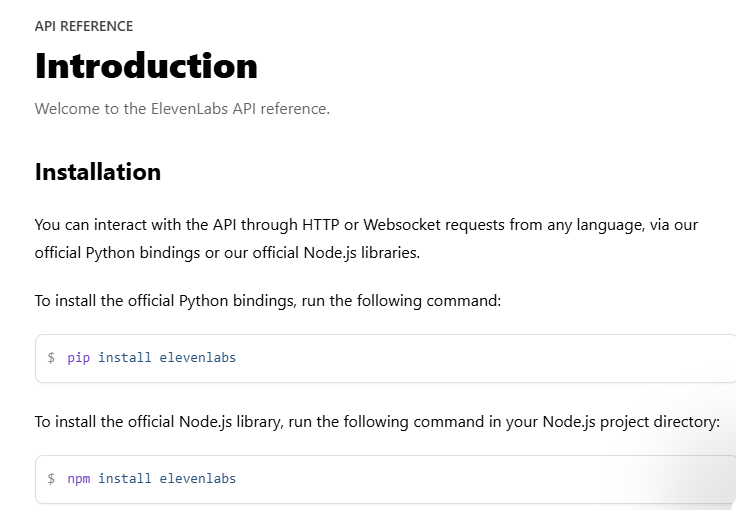 API REFERENCE
Introduction
Welcome to the ElevenLabs API reference.
Installation
You can interact with the API through HTTP or Websocket requests from any language, via our
official Python bindings or our official Node.js libraries.
To install the official Python bindings, run the following command:
$ pip install elevenlabs
To install the official Node.js library, run the following command in your Node.js project directory:
$ npm install elevenlabs